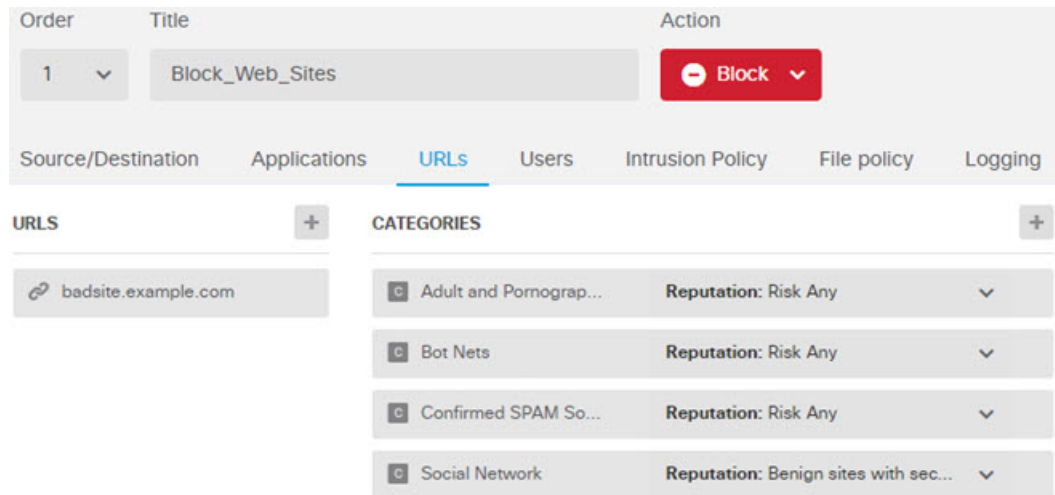 Order Title Action
1 Block_Web_Sites Block
Source/Destination Applications URLs Users Intrusion Policy File policy Logging
URLS + CATEGORIES +
badsite.example.com C Adult and Pornograp... Reputation: Risk Any
C Bot Nets Reputation: Risk Any
C Confirmed SPAM So... Reputation: Risk Any
C Social Network Reputation: Benign sites with sec...